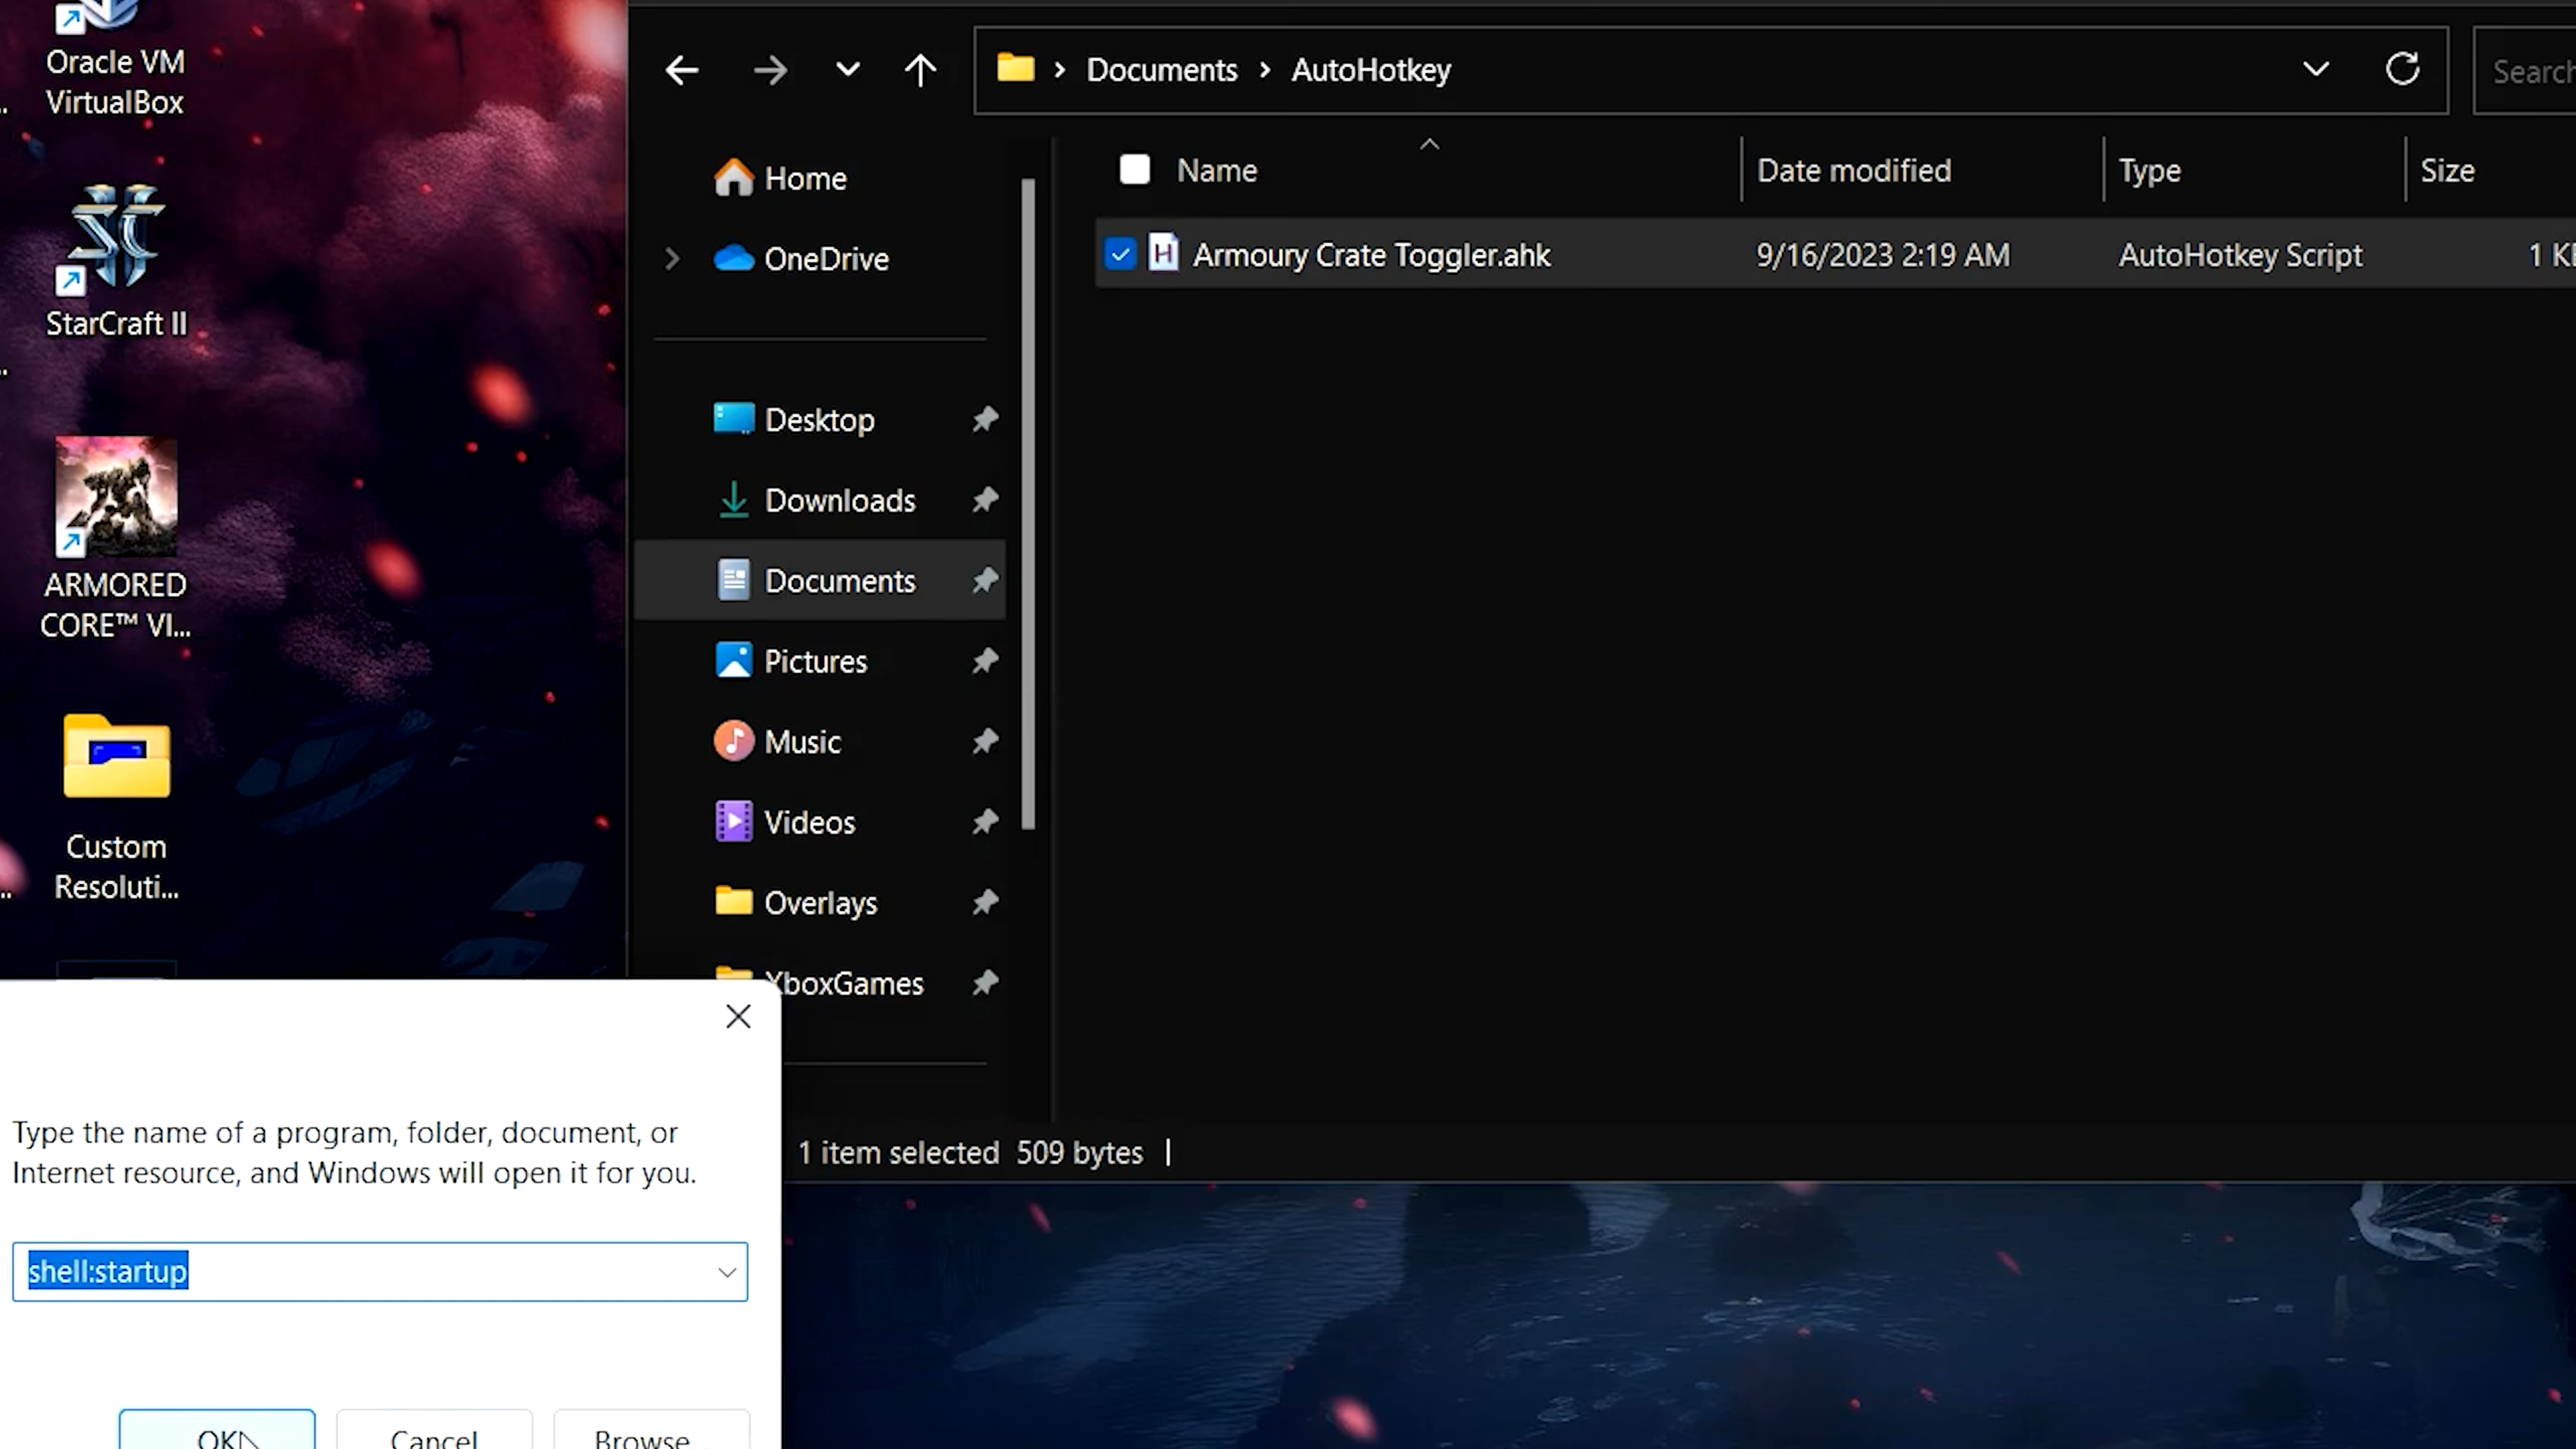 Oracle VM
VirtualBox
StarCraft II
ARMORED
CORE™ VI...
Custom
Resoluti...
Documents
AutoHotkey
Search
Home
OneDrive
Desktop
Downloads
Documents
Pictures
Music
Videos
Overlays
XboxGames
Name
Date modified
Type
Size
Armoury Crate Toggler.ahk
9/16/2023 2:19 AM
AutoHotkey Script
1 KB
1 item selected 509 bytes
Type the name of a program, folder, document, or
Internet resource, and Windows will open it for you.
shell:startup
OK
Cancel
Browse...